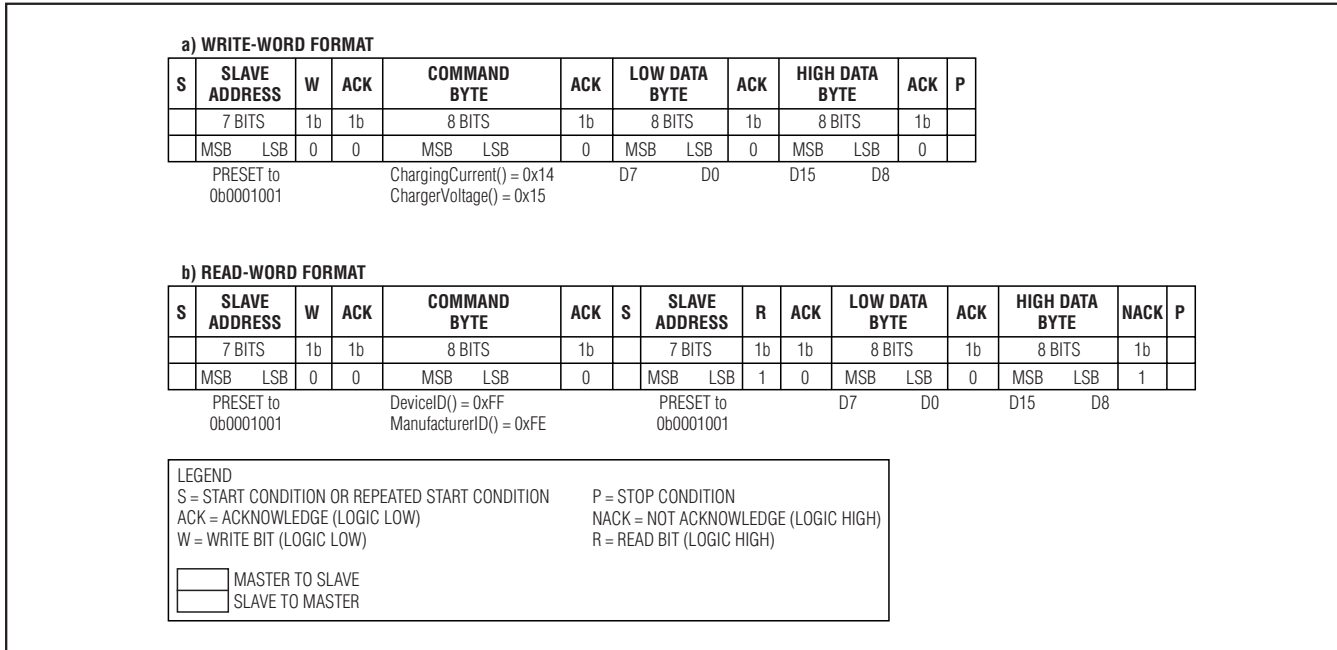 a) WRITE-WORD FORMAT
S SLAVE ADDRESS W ACK COMMAND BYTE ACK LOW DATA BYTE ACK HIGH DATA BYTE ACK P
7 BITS 1b 1b 8 BITS 1b 8 BITS 1b 8 BITS 1b
MSB LSB 0 0 MSB LSB 0 MSB LSB 0 MSB LSB 0
PRESET to ChargingCurrent() = 0x14 D7 D0 D15 D8
0b0001001 ChargerVoltage() = 0x15
b) READ-WORD FORMAT
S SLAVE ADDRESS W ACK COMMAND BYTE ACK S SLAVE ADDRESS R ACK LOW DATA BYTE ACK HIGH DATA BYTE NACK P
7 BITS 1b 1b 8 BITS 1b 7 BITS 1b 1b 8 BITS 1b 8 BITS 1b
MSB LSB 0 0 MSB LSB 0 MSB LSB 1 0 MSB LSB 0 MSB LSB 1
PRESET to DeviceID() = 0xFF PRESET to D7 D0 D15 D8
0b0001001 ManufacturerID() = 0xFE 0b0001001
LEGEND
S = START CONDITION OR REPEATED START CONDITION P = STOP CONDITION
ACK = ACKNOWLEDGE (LOGIC LOW) NACK = NOT ACKNOWLEDGE (LOGIC HIGH)
W = WRITE BIT (LOGIC LOW) R = READ BIT (LOGIC HIGH)
MASTER TO SLAVE
SLAVE TO MASTER